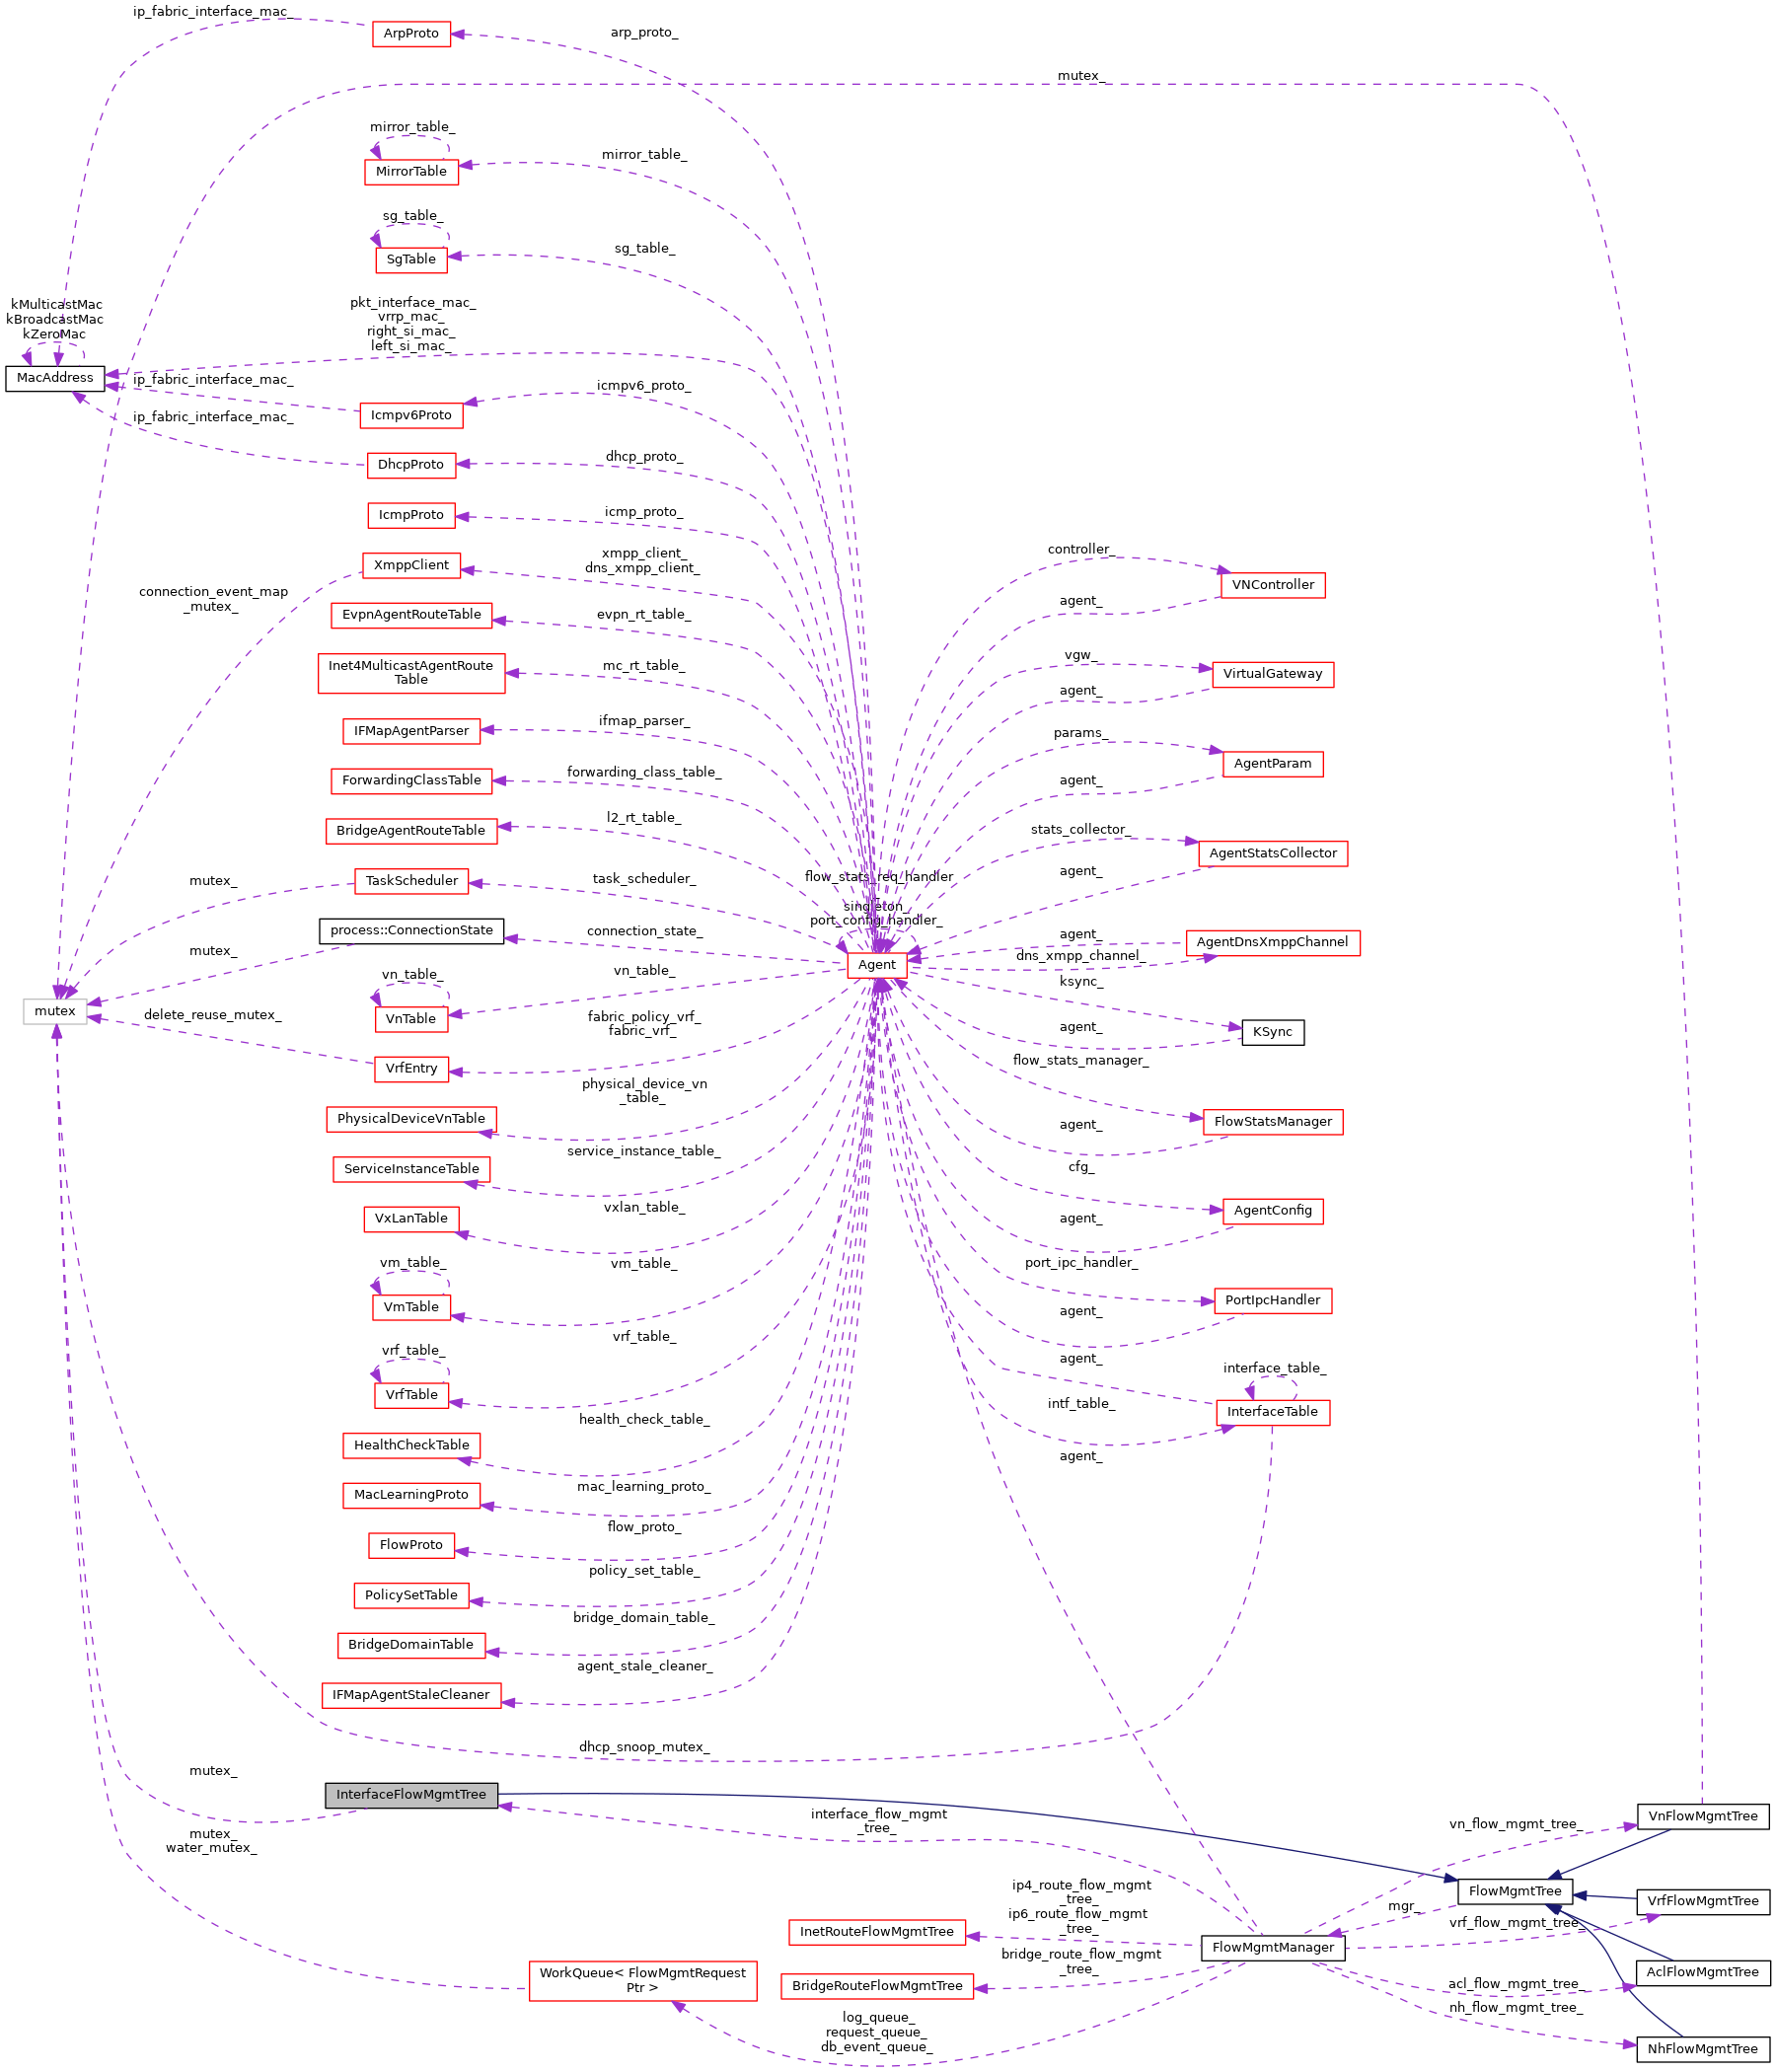 ip_fabric_interface_mac_
ArpProto
arp_proto_
mutex_
mirror_table_
MirrorTable
mirror_table_
sg_table_
SgTable
sg_table_
kMulticastMac
kBroadcastMac
kZeroMac
MacAddress
pkt_interface_mac_
vrrp_mac_
right_si_mac_
left_si_mac_
ip_fabric_interface_mac_
Icmpv6Proto
icmpv6_proto_
ip_fabric_interface_mac_
DhcpProto
dhcp_proto_
IcmpProto
icmp_proto_
XmppClient
xmpp_client_
dns_xmpp_client_
connection_event_map
_mutex_
EvpnAgentRouteTable
evpn_rt_table_
Inet4MulticastAgentRoute
Table
mc_rt_table_
IFMapAgentParser
ifmap_parser_
ForwardingClassTable
forwarding_class_table_
BridgeAgentRouteTable
l2_rt_table_
mutex_
TaskScheduler
task_scheduler_
mutex_
process::ConnectionState
connection_state_
vn_table_
VnTable
vn_table_
mutex
delete_reuse_mutex_
VrfEntry
fabric_policy_vrf_
fabric_vrf_
PhysicalDeviceVnTable
physical_device_vn
_table_
ServiceInstanceTable
service_instance_table_
VxLanTable
vxlan_table_
vm_table_
VmTable
vm_table_
vrf_table_
VrfTable
vrf_table_
HealthCheckTable
health_check_table_
MacLearningProto
mac_learning_proto_
FlowProto
flow_proto_
PolicySetTable
policy_set_table_
BridgeDomainTable
bridge_domain_table_
IFMapAgentStaleCleaner
agent_stale_cleaner_
dhcp_snoop_mutex_
flow_stats_req_handler
_
singleton_
port_config_handler_
Agent
controller_
VNController
agent_
vgw_
VirtualGateway
agent_
params_
AgentParam
agent_
stats_collector_
AgentStatsCollector
agent_
agent_
AgentDnsXmppChannel
dns_xmpp_channel_
ksync_
KSync
agent_
flow_stats_manager_
FlowStatsManager
agent_
cfg_
AgentConfig
agent_
port_ipc_handler_
PortIpcHandler
agent_
agent_
interface_table_
InterfaceTable
intf_table_
agent_
mutex_
InterfaceFlowMgmtTree
interface_flow_mgmt
_tree_
mutex_
water_mutex_
WorkQueue< FlowMgmtRequest
Ptr >
ip4_route_flow_mgmt
_tree_
ip6_route_flow_mgmt
_tree_
InetRouteFlowMgmtTree
bridge_route_flow_mgmt
_tree_
BridgeRouteFlowMgmtTree
log_queue_
request_queue_
db_event_queue_
FlowMgmtManager
mgr_
FlowMgmtTree
vn_flow_mgmt_tree_
VnFlowMgmtTree
vrf_flow_mgmt_tree_
VrfFlowMgmtTree
acl_flow_mgmt_tree_
AclFlowMgmtTree
nh_flow_mgmt_tree_
NhFlowMgmtTree